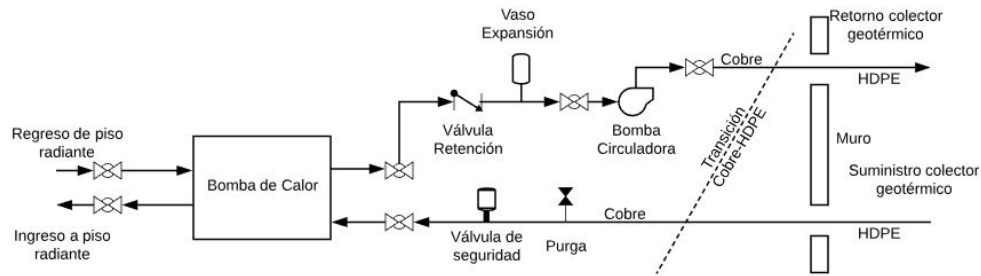 Vaso
Expansión
Retorno colector
geotérmico
Cobre
HDPE
Válvula
Retención
Bomba
Circuladora
Transición
Cobre-HDPE
Muro
Regreso de piso
radiante
Bomba de Calor
Suministro colector
geotérmico
Ingreso a piso
radiante
Válvula de
seguridad
Purga
Cobre
HDPE